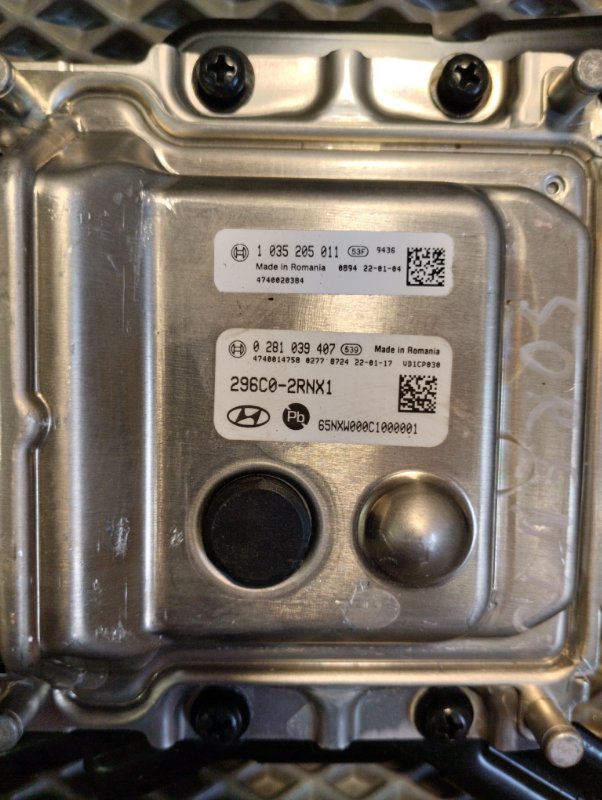 1 035 205 011 53F 9436
Made in Romania 0894 22-01-04
4740020384
0 281 039 407 539 Made in Romania
4740014758 0277 8724 22-01-17 VD1CP030
296C0-2RNX1
Pb
65NXW000C1000001